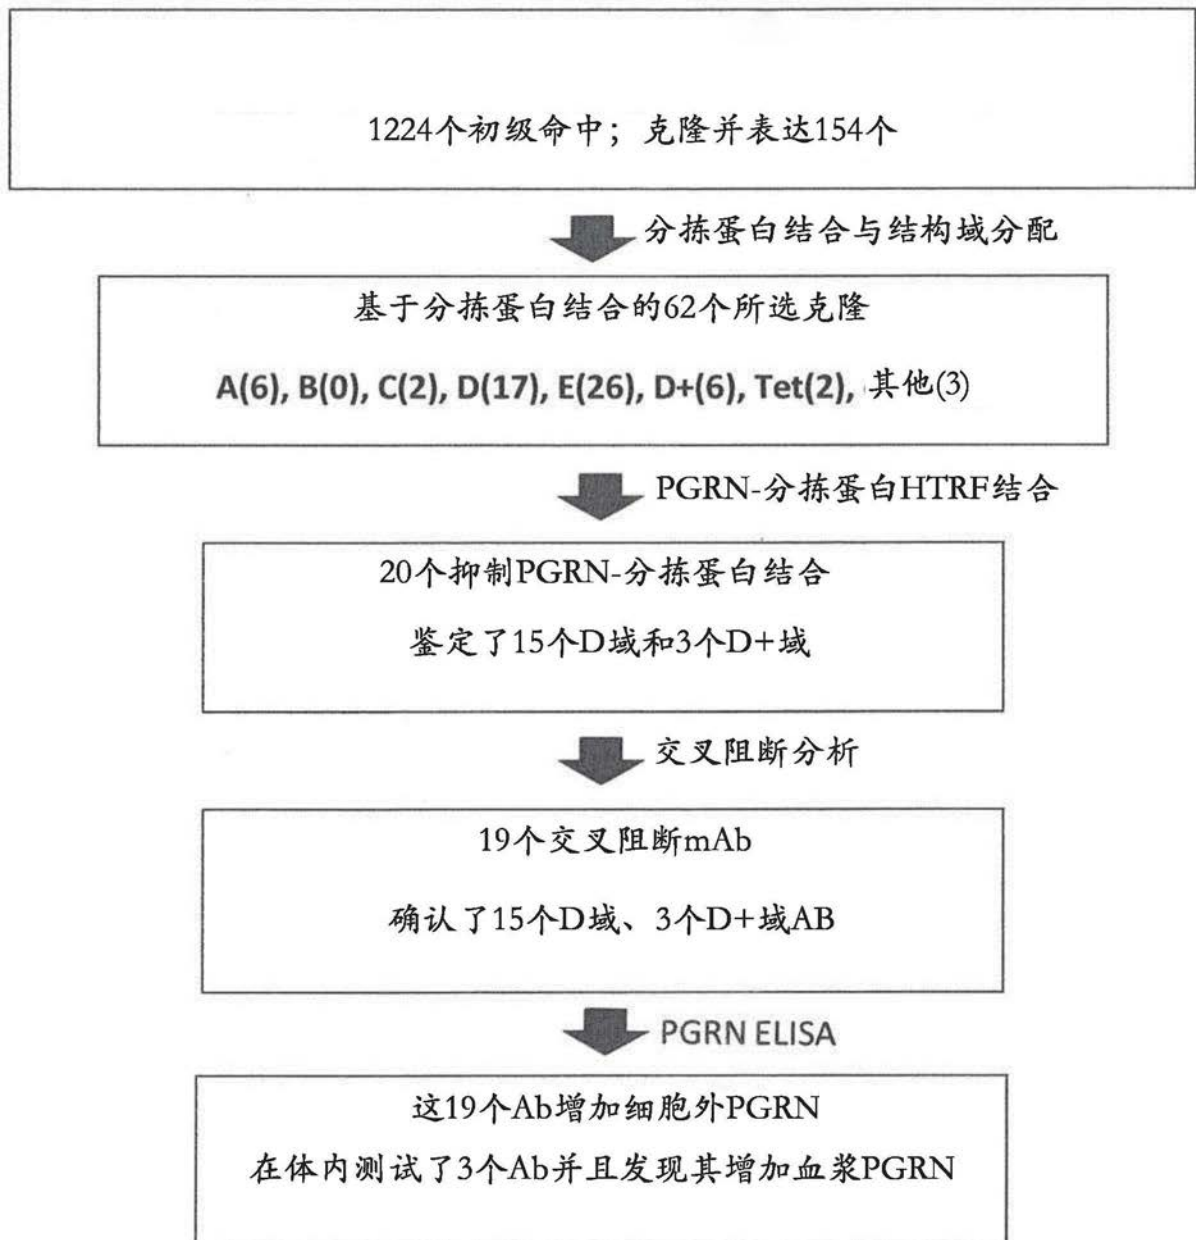 1224个初级命中；克隆并表达154个
分拣蛋白结合与结构域分配
基于分拣蛋白结合的62个所选克隆
A(6), B(0), C(2), D(17), E(26), D+(6), Tet(2), 其他(3)
PGRN-分拣蛋白HTRF结合
20个抑制PGRN-分拣蛋白结合
鉴定了15个D域和3个D+域
交叉阻断分析
19个交叉阻断mAb
确认了15个D域、3个D+域AB
PGRN ELISA
这19个Ab增加细胞外PGRN
在体内测试了3个Ab并且发现其增加血浆PGRN